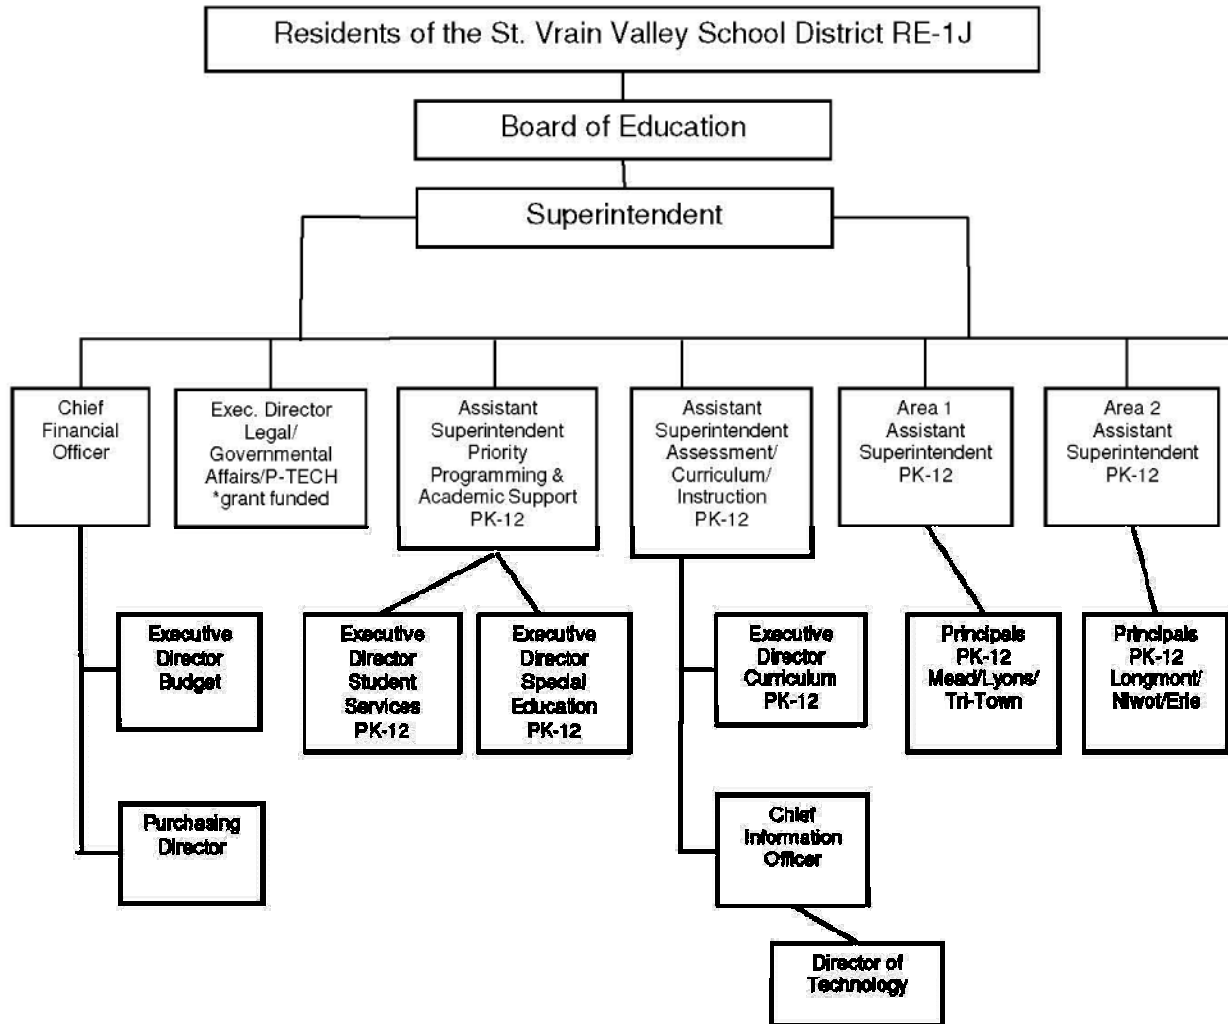 Residents of the St. Vrain Valley School District RE-1J
Board of Education
Superintendent
Chief
Financial
Officer
Exec. Director
Legal/
Governmental
Affairs/P-TECH
*grant funded
Assistant
Superintendent
Priority
Programming &
Academic Support
PK-12
Assistant
Superintendent
Assessment/
Curriculum/
Instruction
PK-12
Area 1
Assistant
Superintendent
PK-12
Area 2
Assistant
Superintendent
PK-12
Executive
Director
Budget
Executive
Director
Student
Services
PK-12
Executive
Director
Special
Education
PK-12
Executive
Director
Curriculum
PK-12
Principals
PK-12
Mead/Lyons/
Tri-Town
Principals
PK-12
Longmont/
Niwot/Erie
Purchasing
Director
Chief
Information
Officer
Director of
Technology